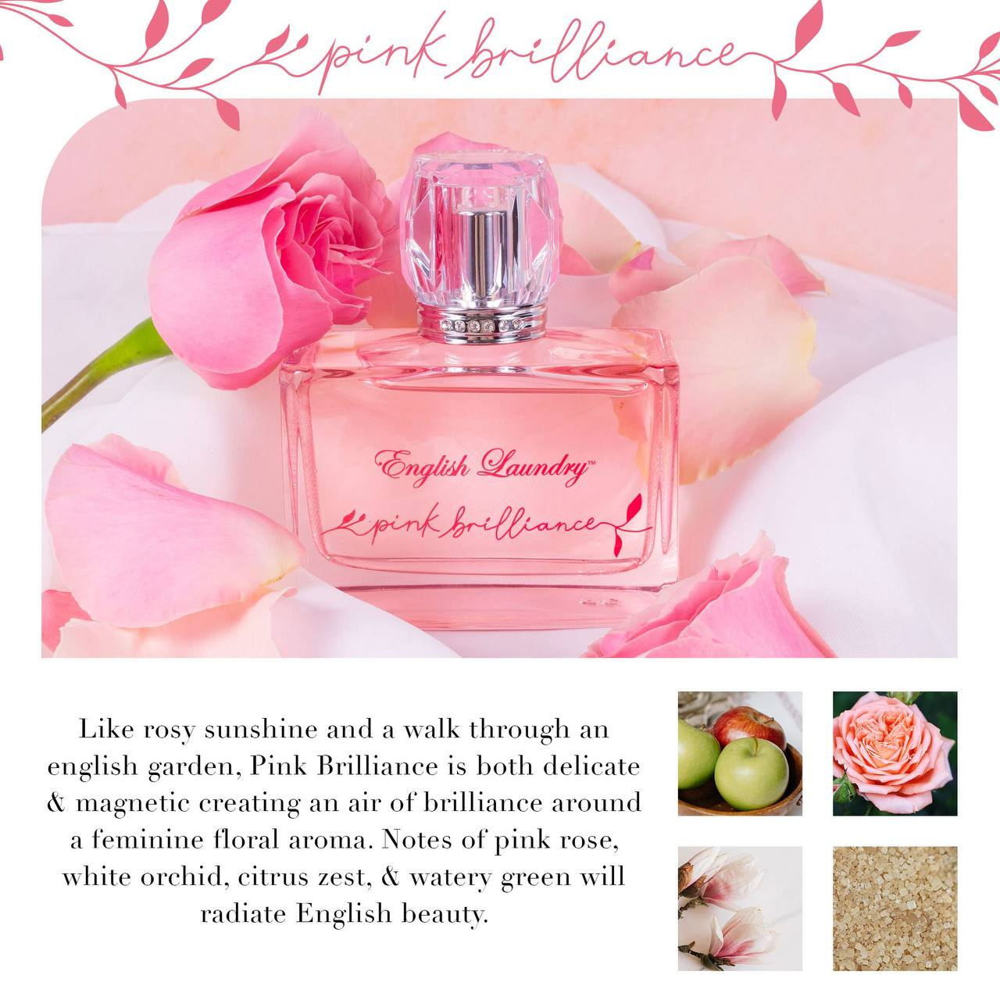 pink brilliance
English Laundry™
pink brilliance
Like rosy sunshine and a walk through an
english garden, Pink Brilliance is both delicate
& magnetic creating an air of brilliance around
a feminine floral aroma. Notes of pink rose,
white orchid, citrus zest, & watery green will
radiate English beauty.